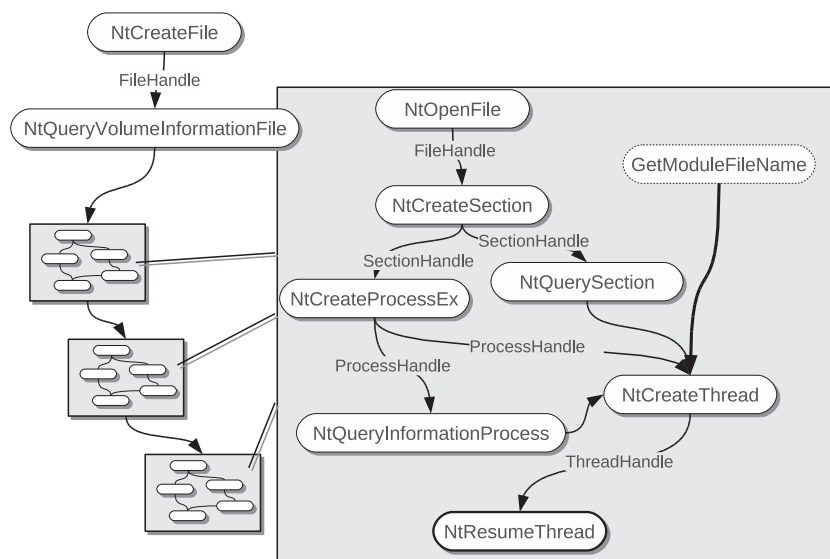 NtCreateFile
FileHandle
NtQueryVolumeInformationFile
NtOpenFile
FileHandle
GetModuleFileName
NtCreateSection
SectionHandle
SectionHandle
NtCreateProcessEx
NtQuerySection
ProcessHandle
ProcessHandle
NtCreateThread
NtQueryInformationProcess
ThreadHandle
NtResumeThread